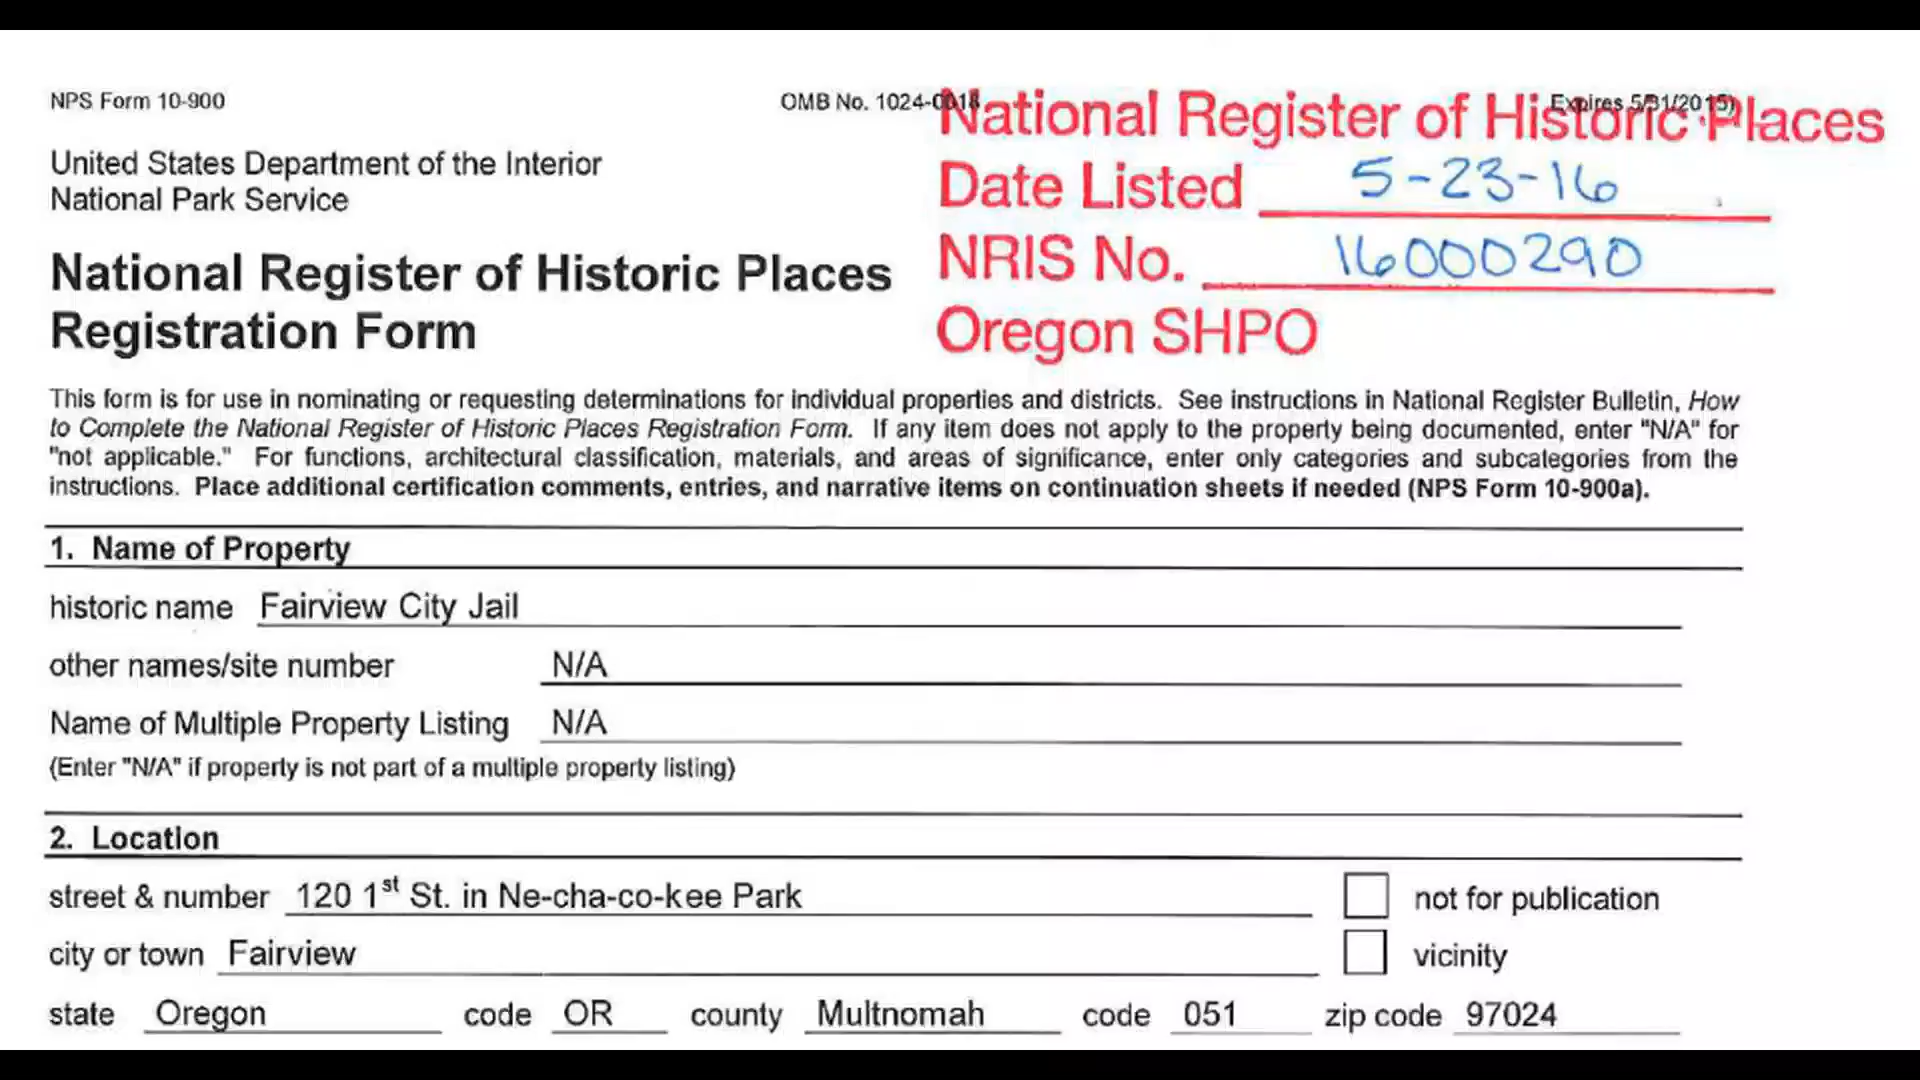 NPS Form 10-900 OMB No. 1024-0018 Expires 5/31/2015)
National Register of Historic Places
Date Listed 5-23-16
NRIS No. 16000290
Oregon SHPO
United States Department of the Interior
National Park Service
National Register of Historic Places
Registration Form
This form is for use in nominating or requesting determinations for individual properties and districts. See instructions in National Register Bulletin, How
to Complete the National Register of Historic Places Registration Form. If any item does not apply to the property being documented, enter "N/A" for
"not applicable." For functions, architectural classification, materials, and areas of significance, enter only categories and subcategories from the
instructions. Place additional certification comments, entries, and narrative items on continuation sheets if needed (NPS Form 10-900a).
1. Name of Property
historic name Fairview City Jail
other names/site number N/A
Name of Multiple Property Listing N/A
(Enter "N/A" if property is not part of a multiple property listing)
2. Location
street & number 120 1st St. in Ne-cha-co-kee Park not for publication
city or town Fairview vicinity
state Oregon code OR county Multnomah code 051 zip code 97024